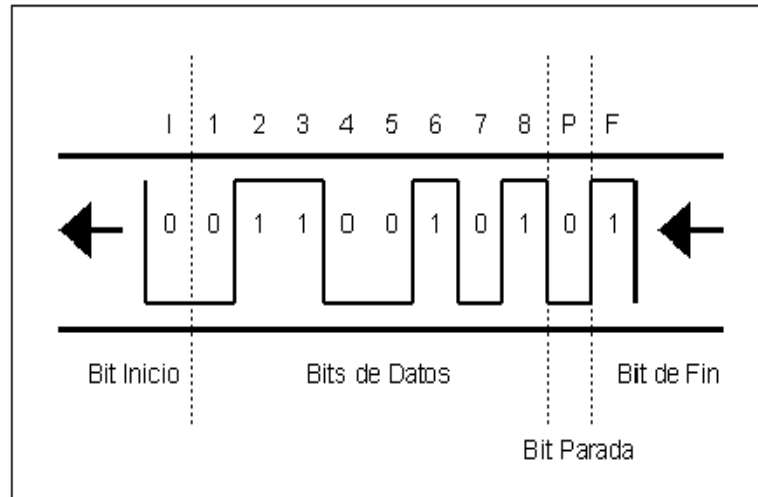 I 1 2 3 4 5 6 7 8 P F
0 0 1 1 0 0 1 0 1 0 1
Bit Inicio Bits de Datos Bit de Fin
Bit Parada